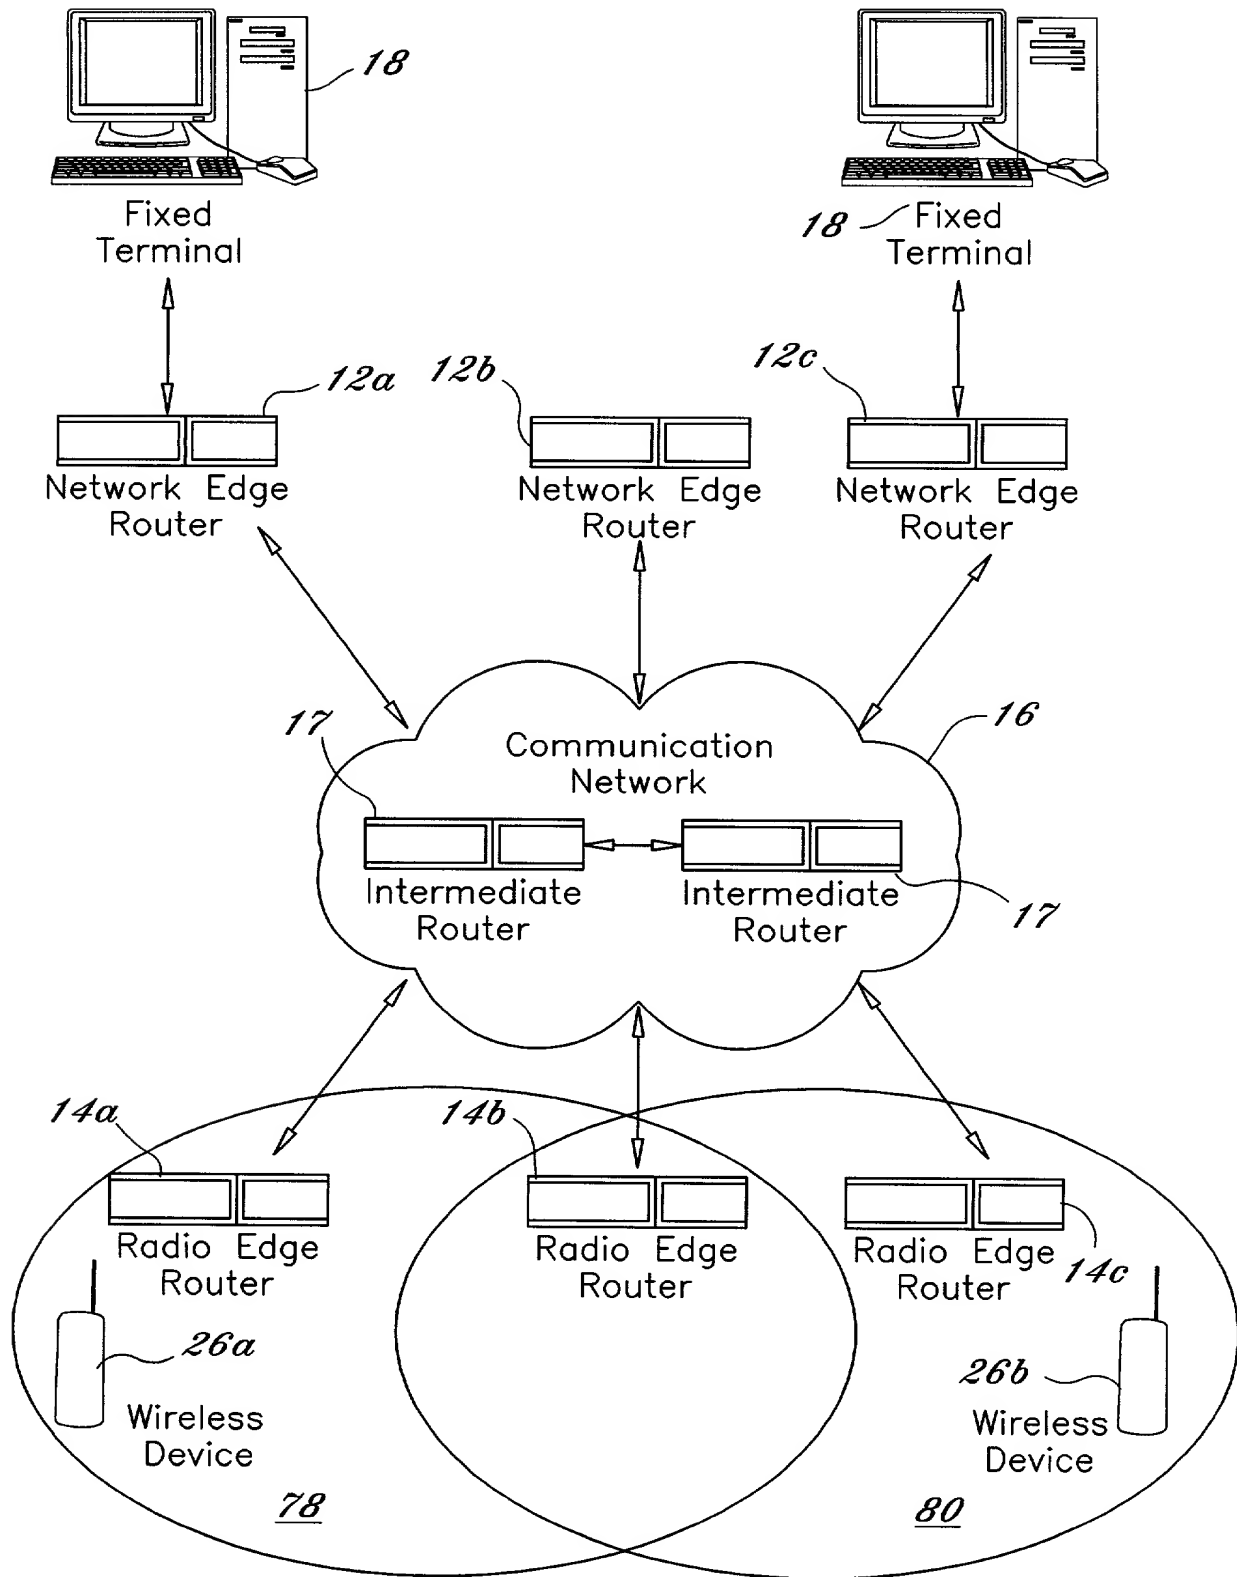 18
Fixed
Terminal
18
Fixed
Terminal
12a
12b
12c
Network Edge
Router
Network Edge
Router
Network Edge
Router
16
17
Communication
Network
Intermediate
Router
Intermediate
Router
17
14a
14b
Radio Edge
Router
Radio Edge
Router
Radio Edge
Router
14c
26a
26b
Wireless
Device
Wireless
Device
78
80